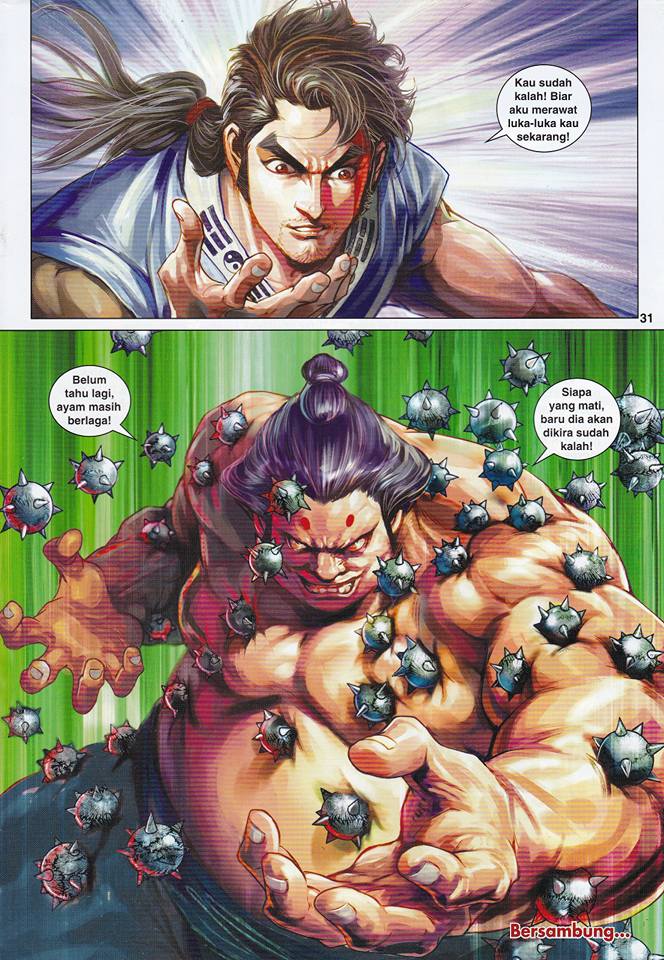 Kau sudah
kalah! Biar
aku merawat
luka-luka kau
sekarang!
31
Belum
tahu lagi,
ayam masih
berlaga!
Siapa
yang mati,
baru dia akan
dikira sudah
kalah!
Bersambung...